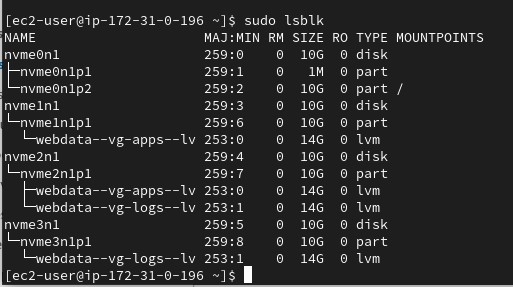 [ec2-user@ip-172-31-0-196 ~]$ sudo lsblk
NAME                      MAJ:MIN RM SIZE RO TYPE MOUNTPOINTS
nvme0n1                   259:0    0  10G  0 disk
├─nvme0n1p1               259:1    0   1M  0 part
└─nvme0n1p2               259:2    0  10G  0 part /
nvme1n1                   259:3    0  10G  0 disk
└─nvme1n1p1               259:6    0  10G  0 part
  └─webdata--vg-apps--lv 253:0    0  14G  0 lvm
nvme2n1                   259:4    0  10G  0 disk
└─nvme2n1p1               259:7    0  10G  0 part
  ├─webdata--vg-apps--lv 253:0    0  14G  0 lvm
  └─webdata--vg-logs--lv 253:1    0  14G  0 lvm
nvme3n1                   259:5    0  10G  0 disk
└─nvme3n1p1               259:8    0  10G  0 part
  └─webdata--vg-logs--lv 253:1    0  14G  0 lvm
[ec2-user@ip-172-31-0-196 ~]$